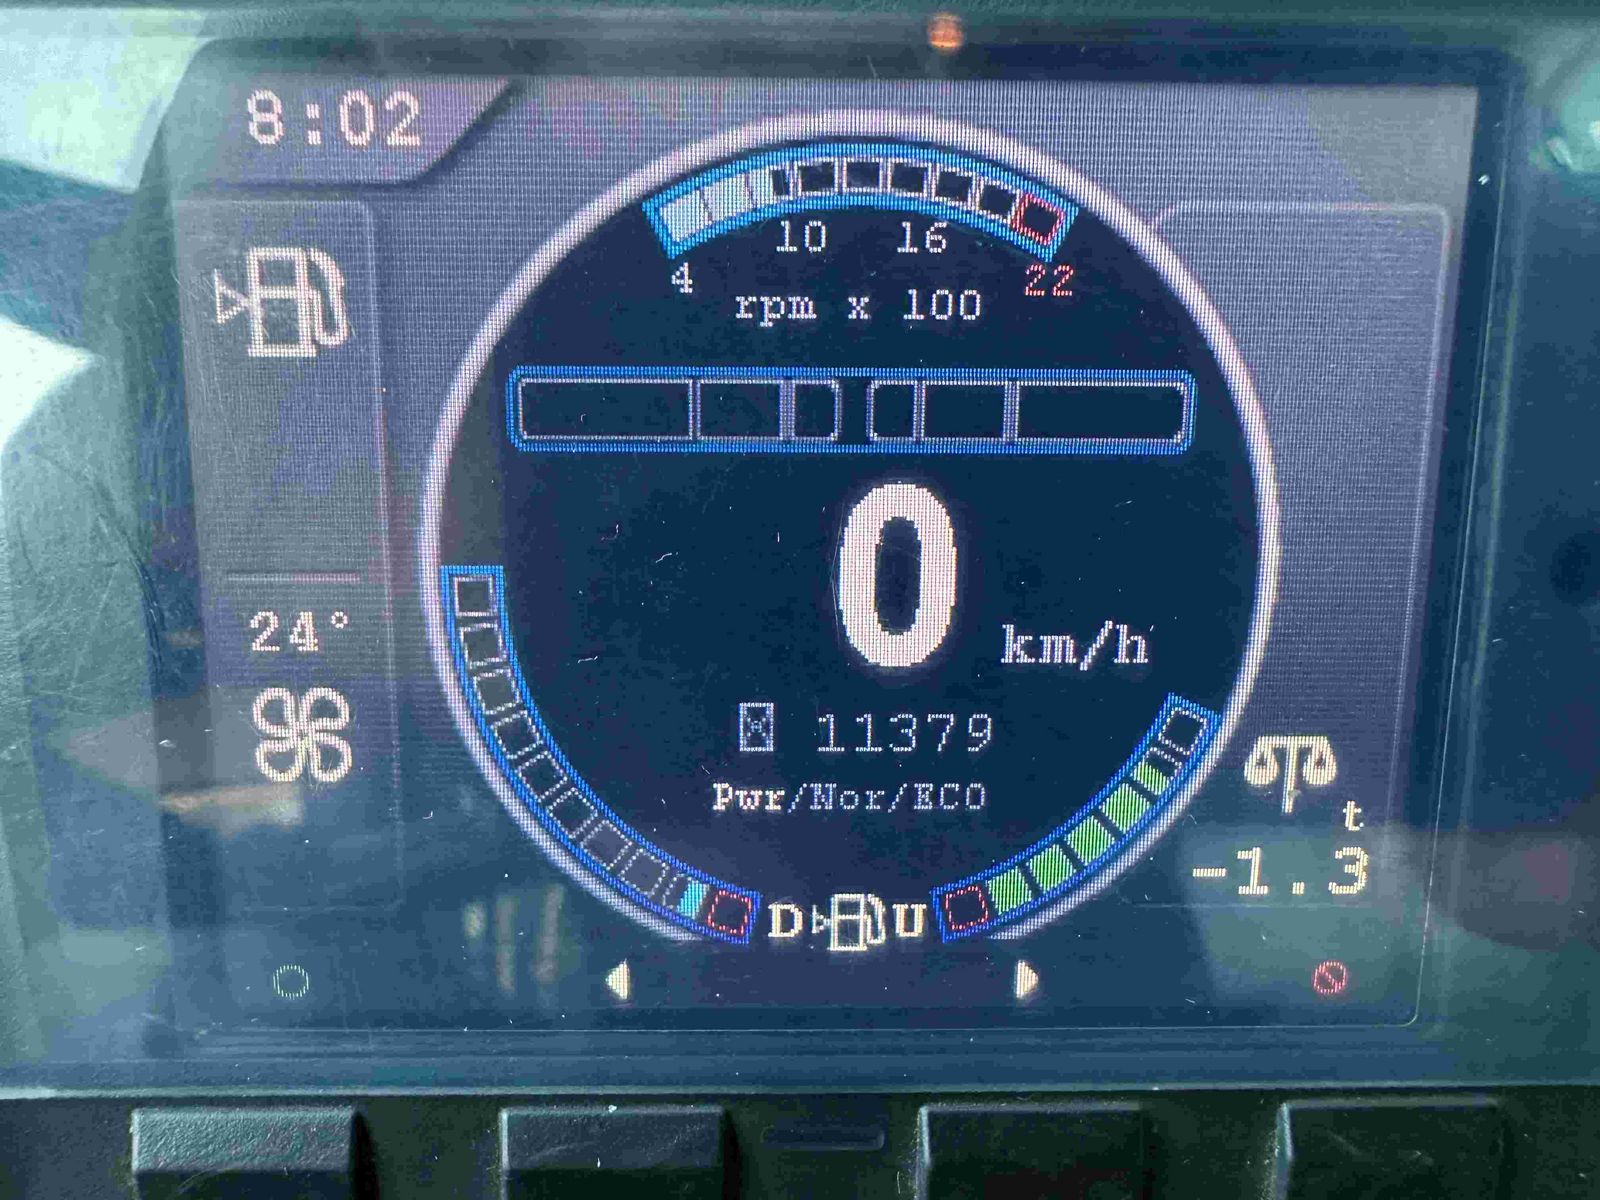 8:02
10 16
4 22
rpm x 100
0 km/h
24°
11379
Pwr/Nor/ECO
t
-1.3
D U